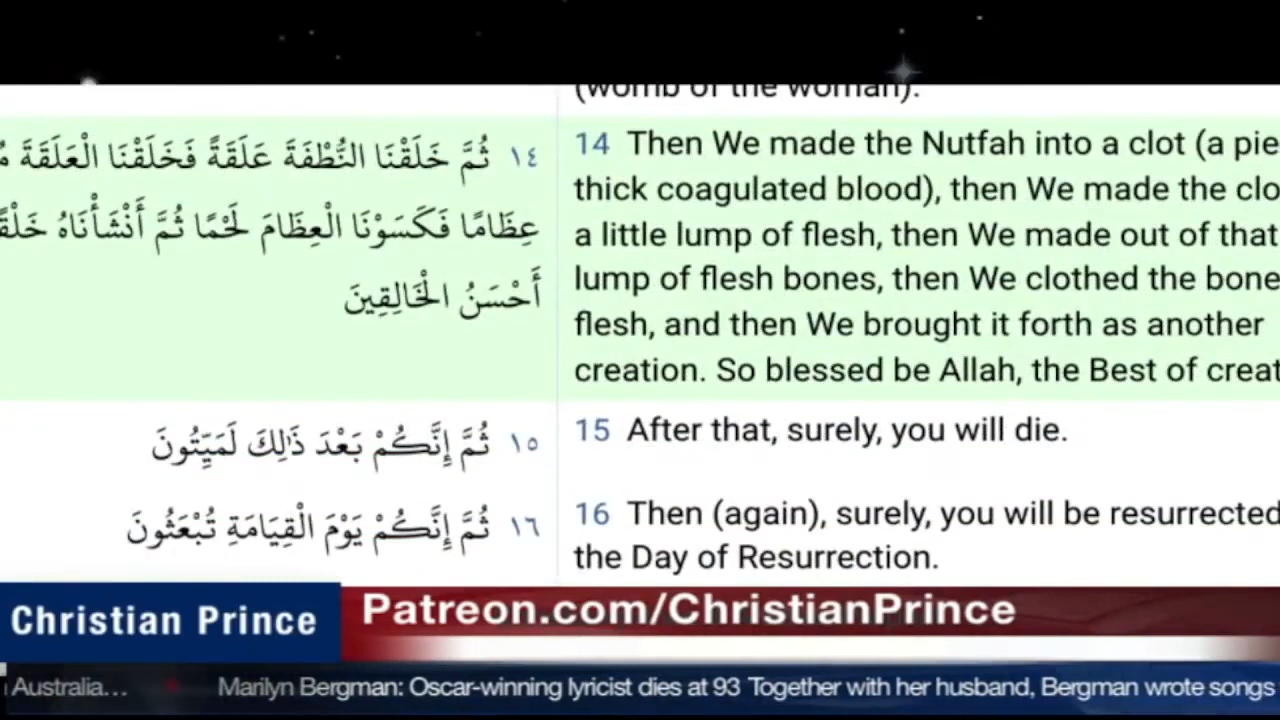 (womb of the woman).
١٤ ثُمَّ خَلَقْنَا النُّطْفَةَ عَلَقَةً فَخَلَقْنَا الْعَلَقَةَ
عِظَامًا فَكَسَوْنَا الْعِظَامَ لَحْمًا ثُمَّ أَنْشَأْنَاهُ
أَحْسَنُ الْخَالِقِينَ
14 Then We made the Nutfah into a clot (a pie
thick coagulated blood), then We made the clo
a little lump of flesh, then We made out of that
lump of flesh bones, then We clothed the bone
flesh, and then We brought it forth as another
creation. So blessed be Allah, the Best of creat
١٥ ثُمَّ إِنَّكُمْ بَعْدَ ذَٰلِكَ لَمَيِّتُونَ
15 After that, surely, you will die.
١٦ ثُمَّ إِنَّكُمْ يَوْمَ الْقِيَامَةِ تُبْعَثُونَ
16 Then (again), surely, you will be resurrected
the Day of Resurrection.
Christian Prince
Patreon.com/ChristianPrince
Australia... Marilyn Bergman: Oscar-winning lyricist dies at 93 Together with her husband, Bergman wrote songs